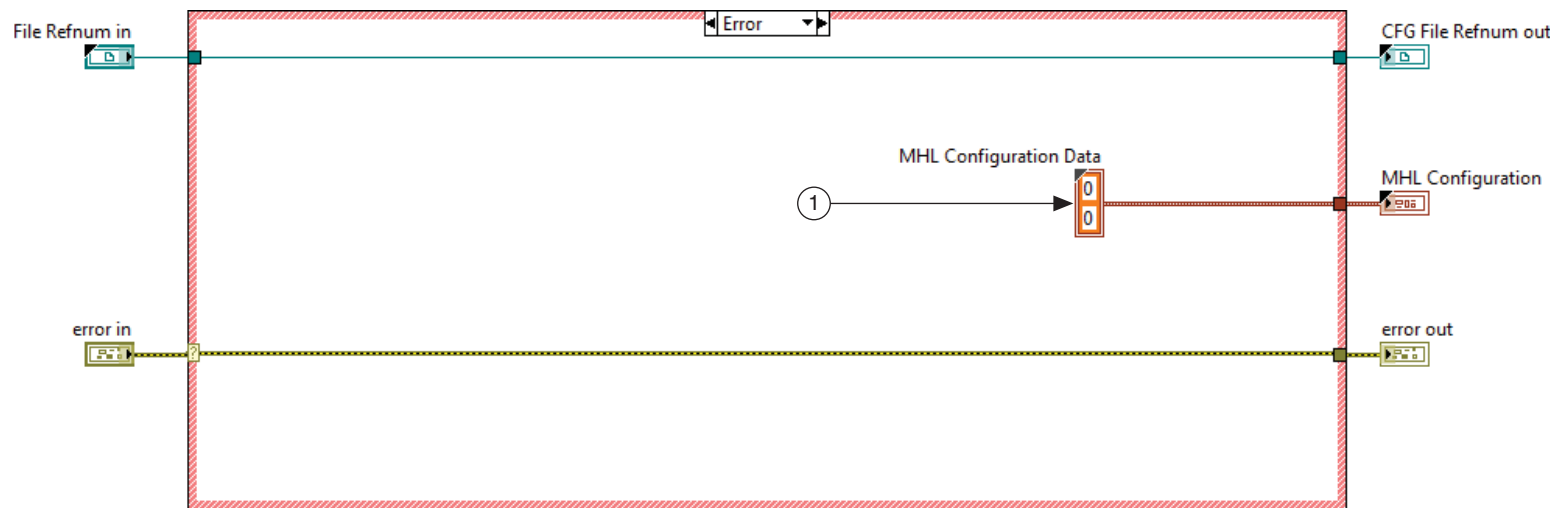 Error
File Refnum in
CFG File Refnum out
MHL Configuration Data
0
0
1
MHL Configuration
error in
?
error out